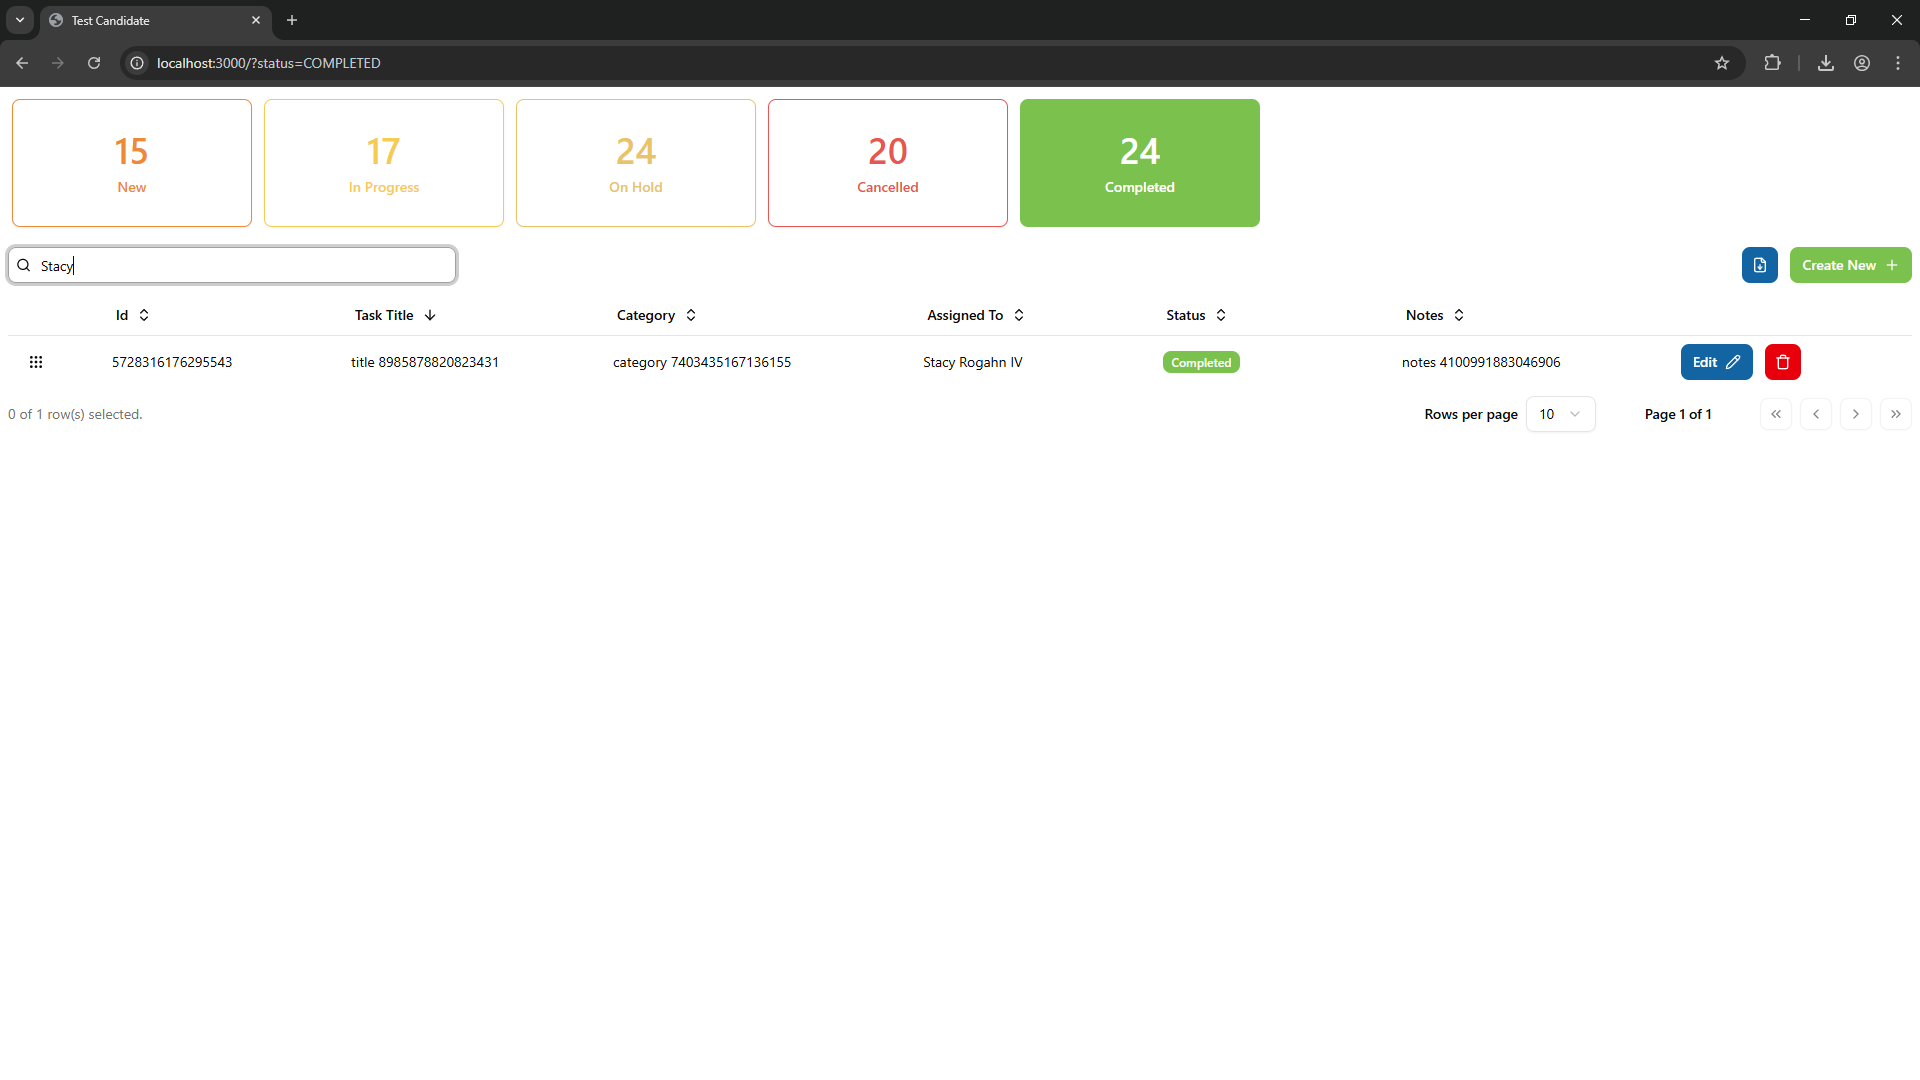 Test Candidate
localhost:3000/?status=COMPLETED
15
New
17
In Progress
24
On Hold
20
Cancelled
24
Completed
Stacy
Create New
Id Task Title Category Assigned To Status Notes
5728316176295543 title 8985878820823431 category 7403435167136155 Stacy Rogahn IV Completed notes 4100991883046906 Edit
0 of 1 row(s) selected. Rows per page 10 Page 1 of 1